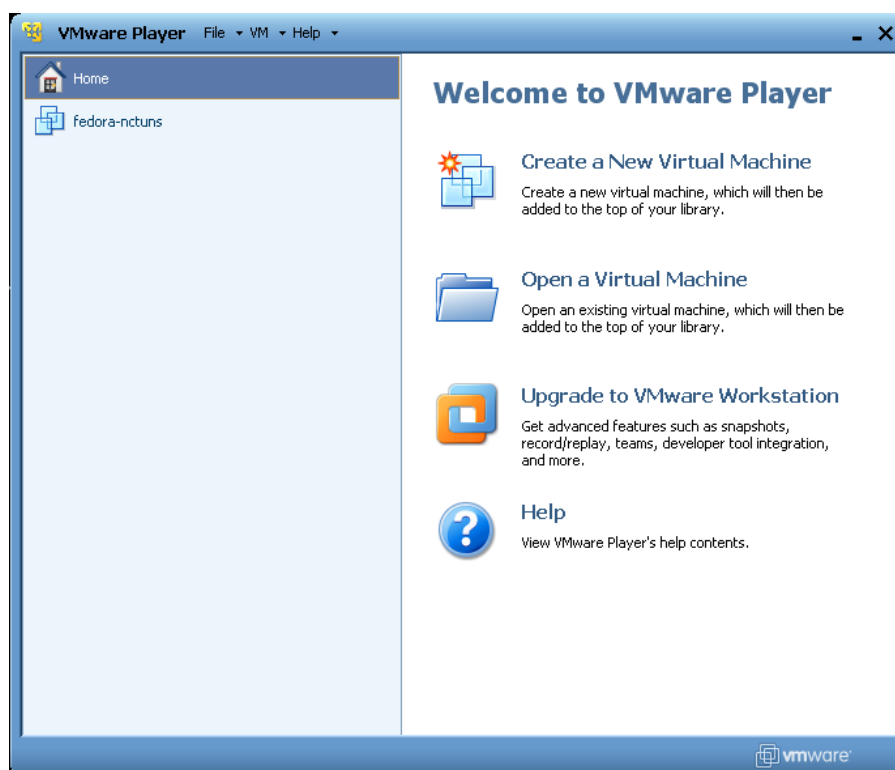 VMware Player File VM Help
Home
fedora-nctuns
Welcome to VMware Player
Create a New Virtual Machine
Create a new virtual machine, which will then be
added to the top of your library.
Open a Virtual Machine
Open an existing virtual machine, which will then be
added to the top of your library.
Upgrade to VMware Workstation
Get advanced features such as snapshots,
record/replay, teams, developer tool integration,
and more.
Help
View VMware Player's help contents.
vmware